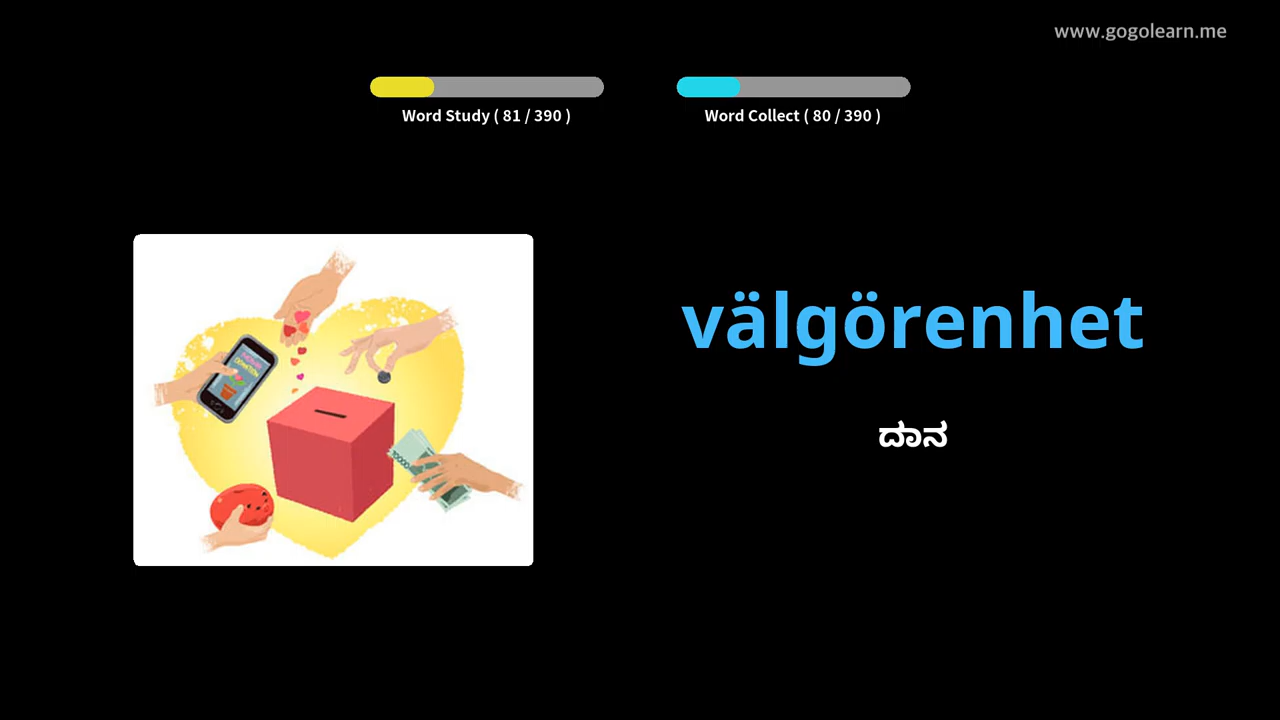 www.gogolearn.me
Word Study ( 81 / 390 )
Word Collect ( 80 / 390 )
välgörenhet
ದಾನ